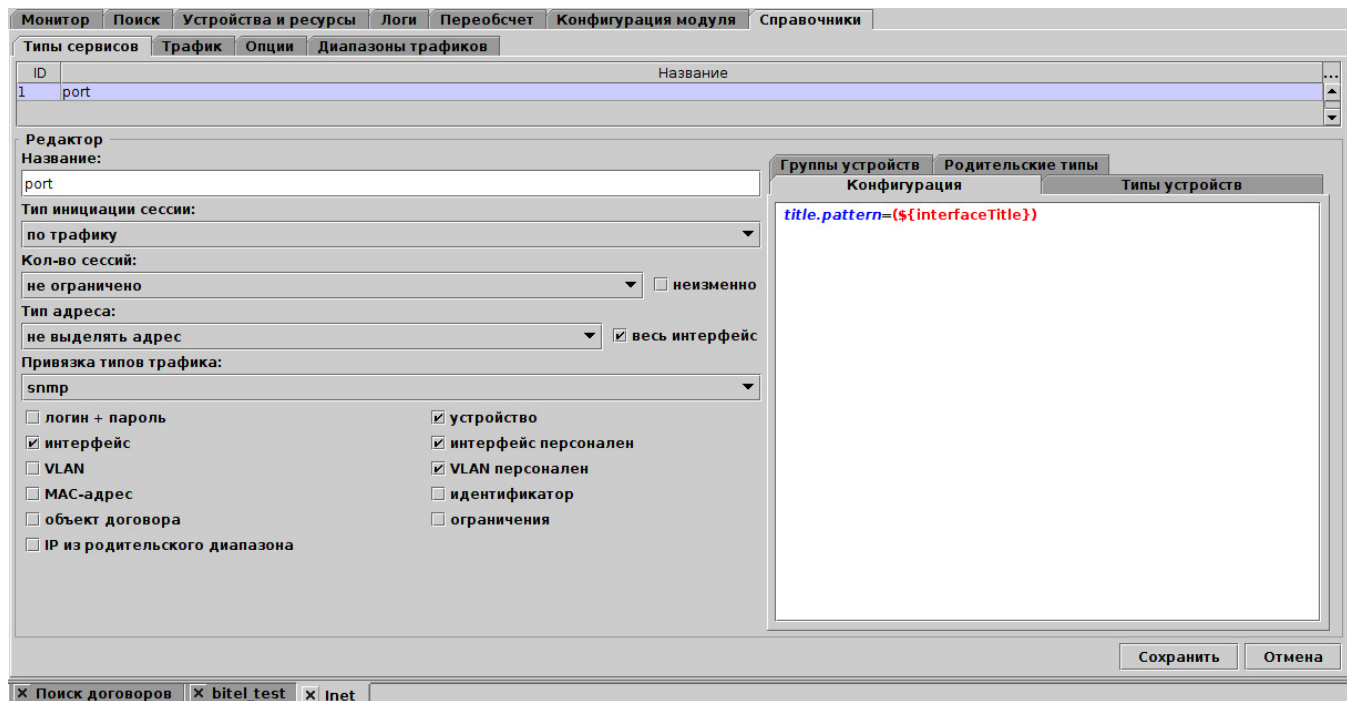 Монитор Поиск Устройства и ресурсы Логи Переобсчет Конфигурация модуля Справочники
Типы сервисов Трафик Опции Диапазоны трафиков
ID Название ...
1 port
Редактор
Название:
port
Тип инициации сессии:
по трафику
Кол-во сессий:
не ограничено неизменно
Тип адреса:
не выделять адрес весь интерфейс
Привязка типов трафика:
snmp
логин + пароль устройство
интерфейс интерфейс персонален
VLAN VLAN персонален
MAC-адрес идентификатор
объект договора ограничения
IP из родительского диапазона
Группы устройств Родительские типы
Конфигурация Типы устройств
title.pattern=(${interfaceTitle})
Сохранить Отмена
X Поиск договоров X bitel_test X Inet